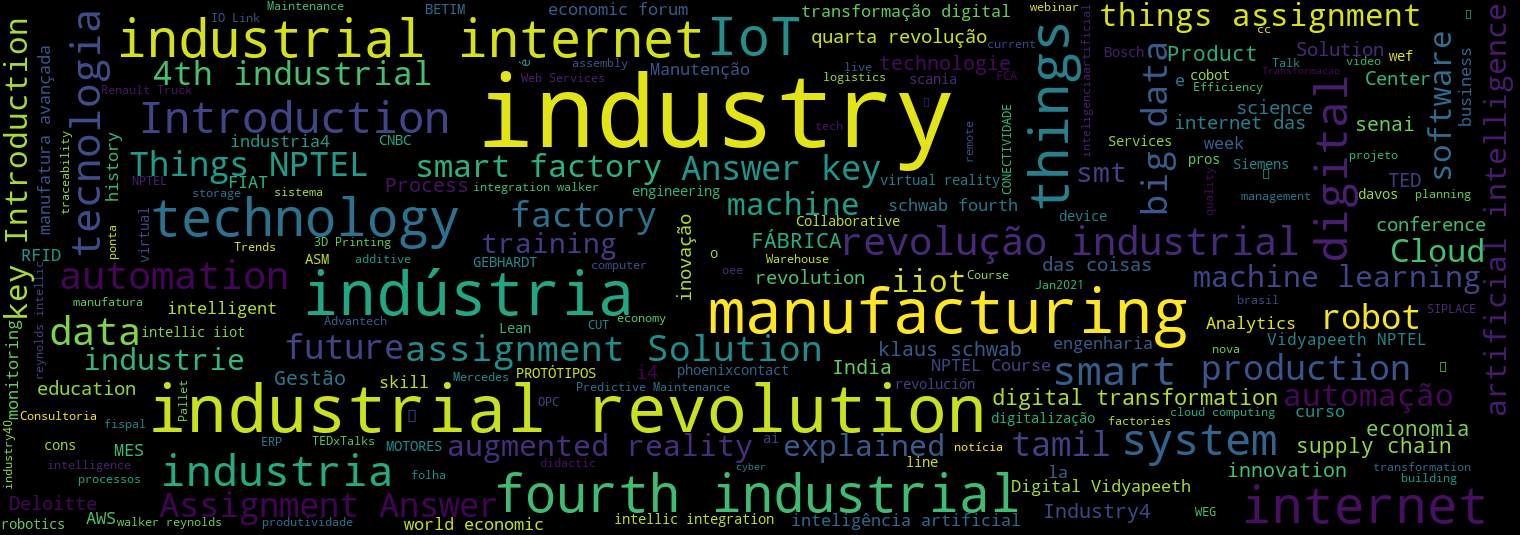 Maintenance
BETIM
economic forum
transformação digital
webinar
things assignment
IO Link
industrial internet
IoT
quarta revolução
current
cc
Introduction
key
tecnologia
manufatura avançada
4th industrial
é
assembly
Manutenção
technologie
live
Bosch
Product
Solution
wef
Talk
video
Transformacao
Center
artificial intelligence
inteligenciaartificial
Web Services
logistics
scania
FCA
Renault Truck
industry
things
big data
e
cobot
Efficiency
digital
software
business
Introduction
tech
CONECTIVIDADE
remote
science
internet das
senai
industria4
CNBC
history
traceability
Things NPTEL
smart factory
Answer key
Services
week
pros
Siemens
projeto
NPTEL
FIAT
Process
integration walker
engineering
virtual reality
smt
TED
storage
sistema
machine
schwab fourth
device
quality
management
davos
planning
technology
factory
Collaborative
conference
RFID
virtual
ponta
Trends
3D Printing
training
inovação
o
FÁBRICA
revolução industrial
Cloud
ASM
additive
GEBHARDT
computer
Warehouse
oee
revolution
das coisas
automation
indústria
iiot
Course
Jan2021
machine learning
manufatura
intelligent
manufacturing
brasil
SIPLACE
reynolds intellic
monitoring
data
intellic iiot
Advantech
Lean
CUT
economy
Analytics
robot
industrie
future
assignment Solution
klaus schwab
engenharia
nova
Vidyapeeth NPTEL
Gestão
skill
Mercedes
PROTÓTIPOS
i4
phoenixcontact
India
NPTEL Course
smart
production
education
Pallet
Predictive Maintenance
revolución
digital transformation
automação
Consultoria
fispal
industrial revolution
OPC
digitalização
factories
cloud computing
curso
economia
industry40
cons
MES
ERP
TEDxTalks
MOTORES
augmented reality
ai
explained
notícia
tamil
system
supply chain
intelligence
processos
industria
folha
didactic
cyber
line
la
innovation
transformation
building
Deloitte
Assignment Answer
fourth industrial
Digital Vidyapeeth
internet
robotics
AWS
walker reynolds
produtividade
world economic
intellic integration
inteligência artificial
Industry4
WEG